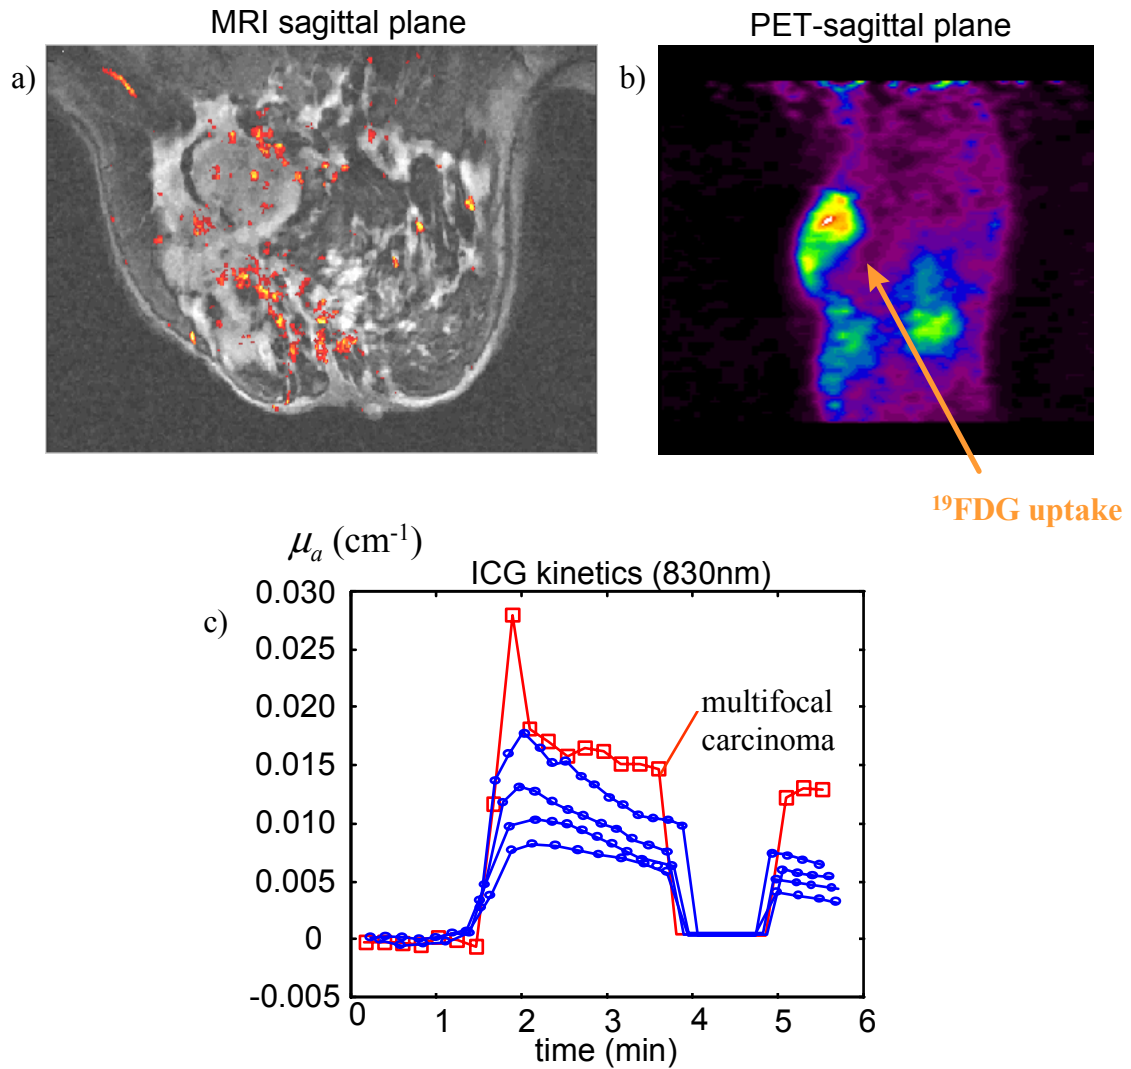 MRI sagittal plane
PET-sagittal plane
a)
b)
¹⁹FDG uptake
μₐ (cm⁻¹)
ICG kinetics (830nm)
c)
0.030
0.025
0.020
0.015
0.010
0.005
0
-0.005
multifocal
carcinoma
0 1 2 3 4 5 6
time (min)